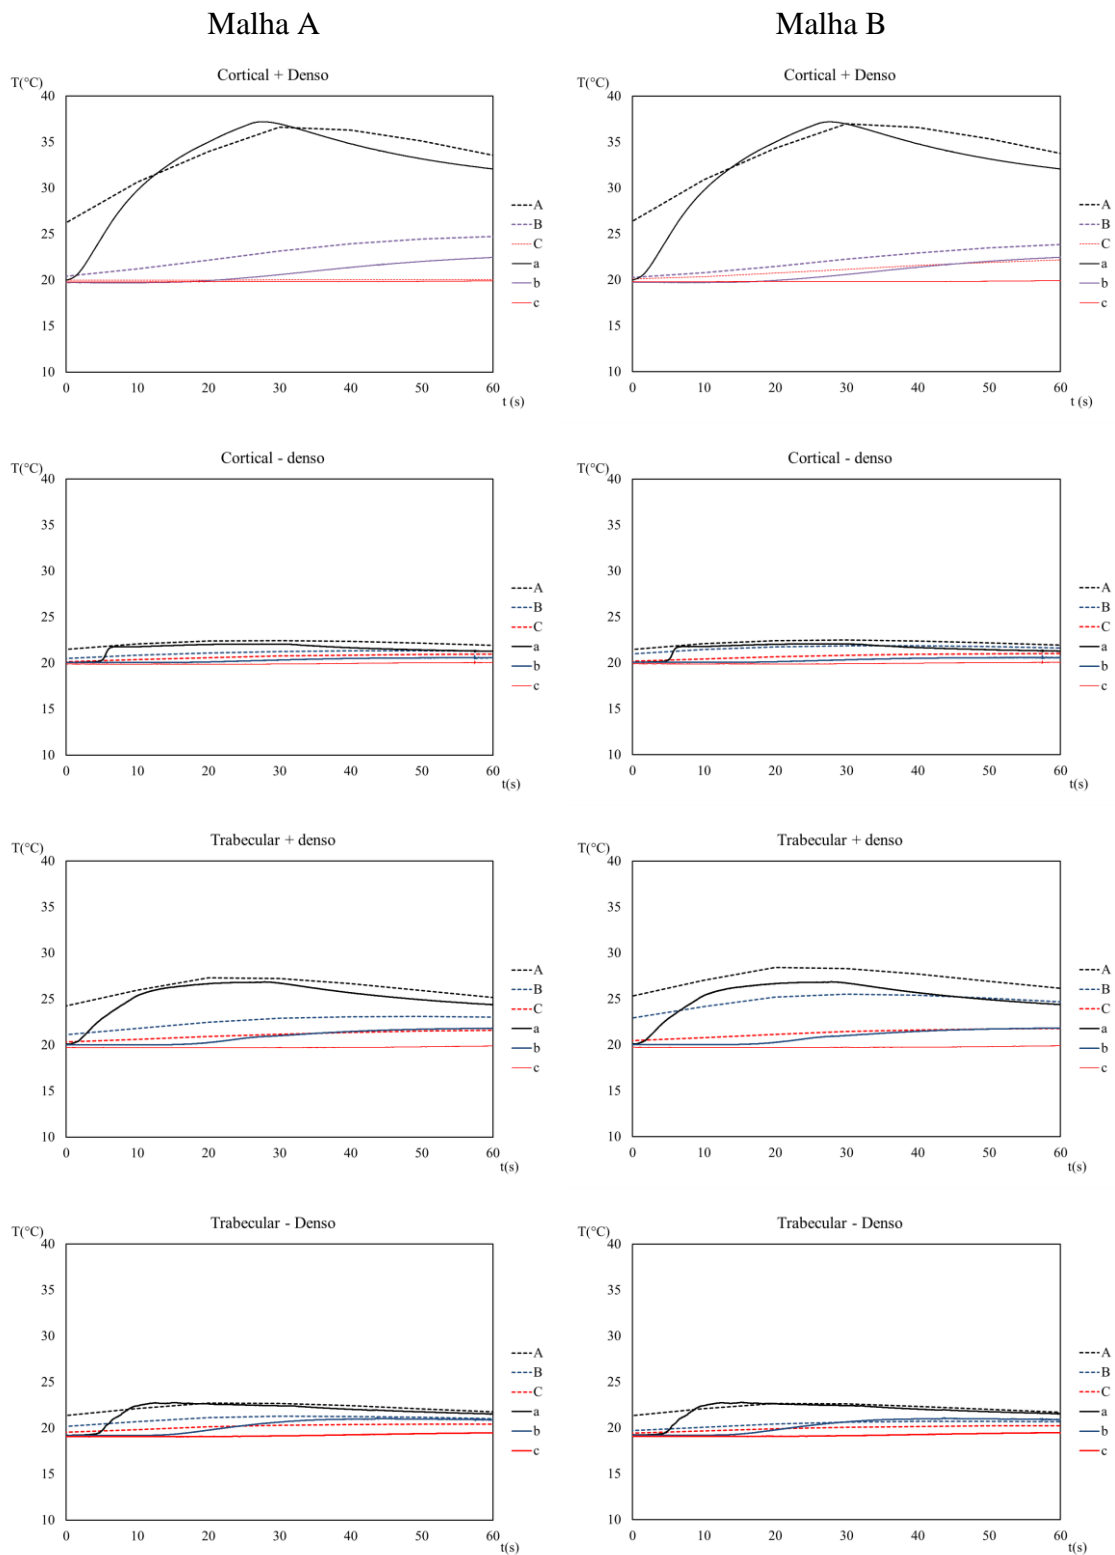 Malha A
Malha B
Cortical + Denso
T(°C)
40
35
30
25
20
15
10
0
10
20
30
40
50
60
t (s)
A
B
C
a
b
c
Cortical + Denso
T(°C)
40
35
30
25
20
15
10
0
10
20
30
40
50
60
t (s)
A
B
C
a
b
c
Cortical - denso
T(°C)
40
35
30
25
20
15
10
0
10
20
30
40
50
60
t(s)
A
B
C
a
b
c
Cortical - denso
T(°C)
40
35
30
25
20
15
10
0
10
20
30
40
50
60
t(s)
A
B
C
a
b
c
Trabecular + denso
T(°C)
40
35
30
25
20
15
10
0
10
20
30
40
50
60
t(s)
A
B
C
a
b
c
Trabecular + denso
T(°C)
40
35
30
25
20
15
10
0
10
20
30
40
50
60
t(s)
A
B
C
a
b
c
Trabecular - Denso
T(°C)
40
35
30
25
20
15
10
0
10
20
30
40
50
60
t(s)
A
B
C
a
b
c
Trabecular - Denso
T(°C)
40
35
30
25
20
15
10
0
10
20
30
40
50
60
t(s)
A
B
C
a
b
c